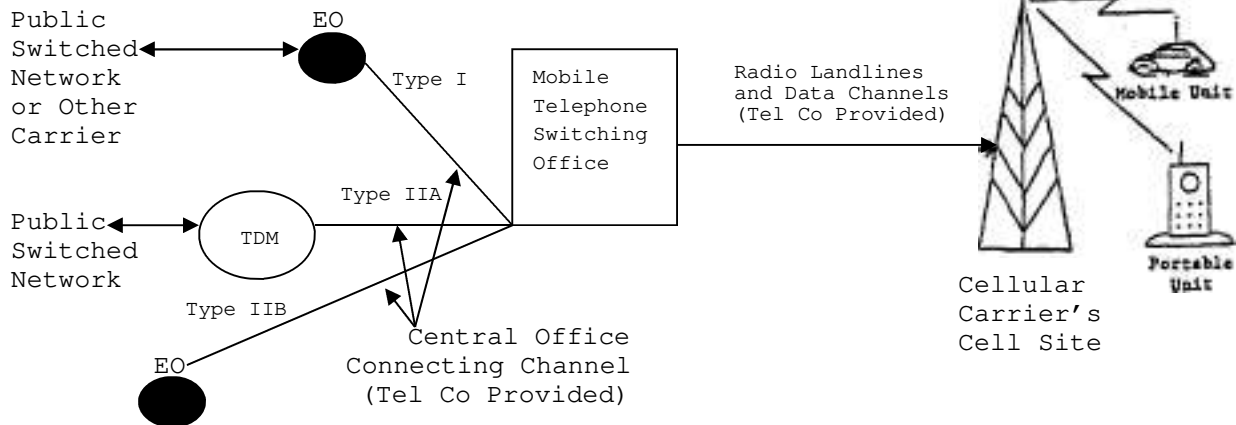 Public
Switched
Network
or Other
Carrier
EO
Type I
Mobile
Telephone
Switching
Office
Radio Landlines
and Data Channels
(Tel Co Provided)
Mobile Unit
Type IIA
Public
Switched
Network
TDM
Portable
Unit
Type IIB
Central Office
Connecting Channel
(Tel Co Provided)
Cellular
Carrier's
Cell Site
EO